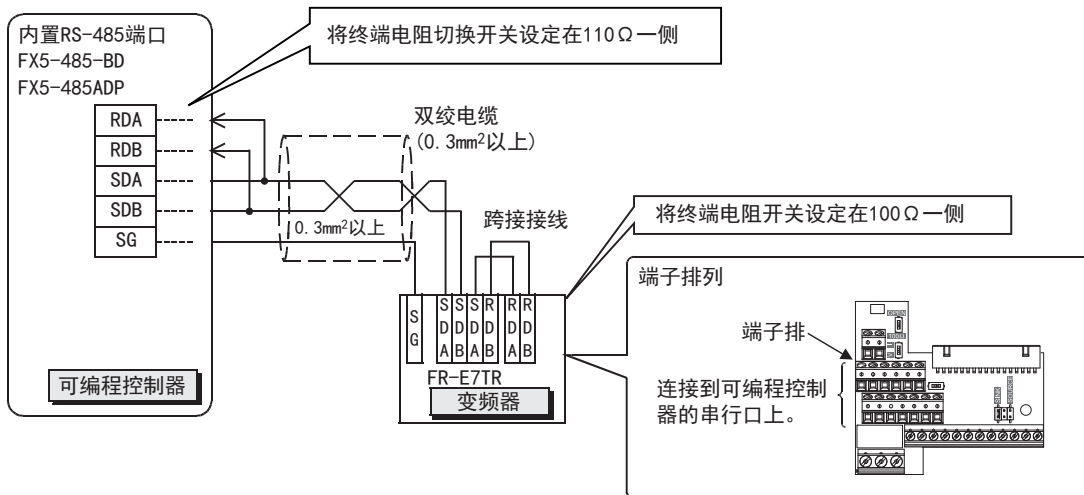 内置RS-485端口
FX5-485-BD
FX5-485ADP
将终端电阻切换开关设定在110Ω一侧
RDA
RDB
SDA
SDB
SG
双绞电缆
(0.3mm²以上)
0.3mm²以上
跨接接线
将终端电阻开关设定在100Ω一侧
SG
SDA
SDB
SDA
RDB
RDA
RDB
FR-E7TR
变频器
可编程控制器
端子排列
端子排
连接到可编程控制
器的串行口上。